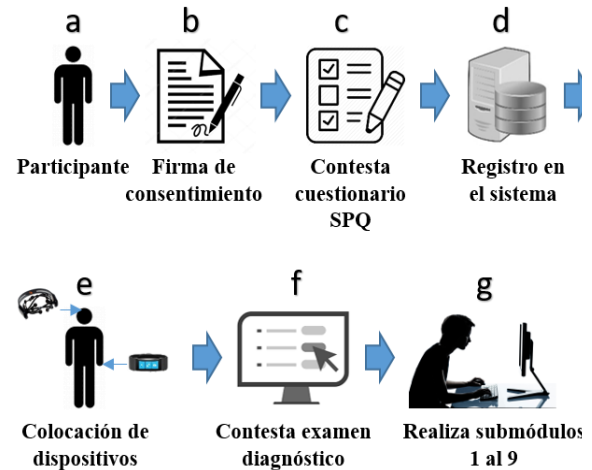 a b c d
Participante Firma de Contesta Registro en
consentimiento cuestionario el sistema
SPQ
e f g
Colocación de Contesta examen Realiza submódulos
dispositivos diagnóstico 1 al 9